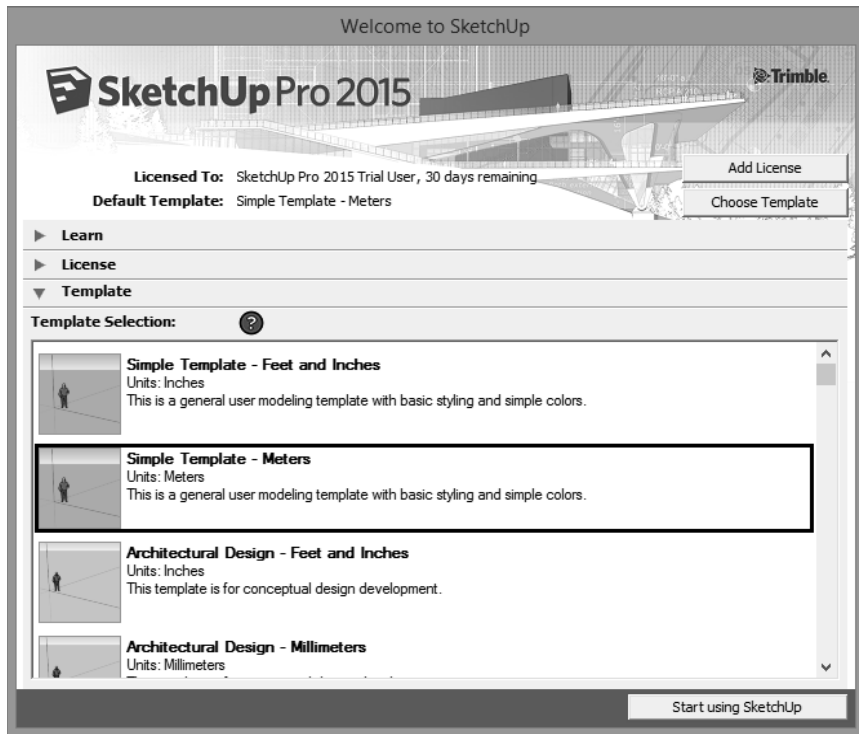 Welcome to SketchUp
SketchUp Pro 2015
Trimble.
Licensed To: SketchUp Pro 2015 Trial User, 30 days remaining
Add License
Default Template: Simple Template - Meters
Choose Template
Learn
License
Template
Template Selection: ?
Simple Template - Feet and Inches
Units: Inches
This is a general user modeling template with basic styling and simple colors.
Simple Template - Meters
Units: Meters
This is a general user modeling template with basic styling and simple colors.
Architectural Design - Feet and Inches
Units: Inches
This template is for conceptual design development.
Architectural Design - Millimeters
Units: Millimeters
Start using SketchUp